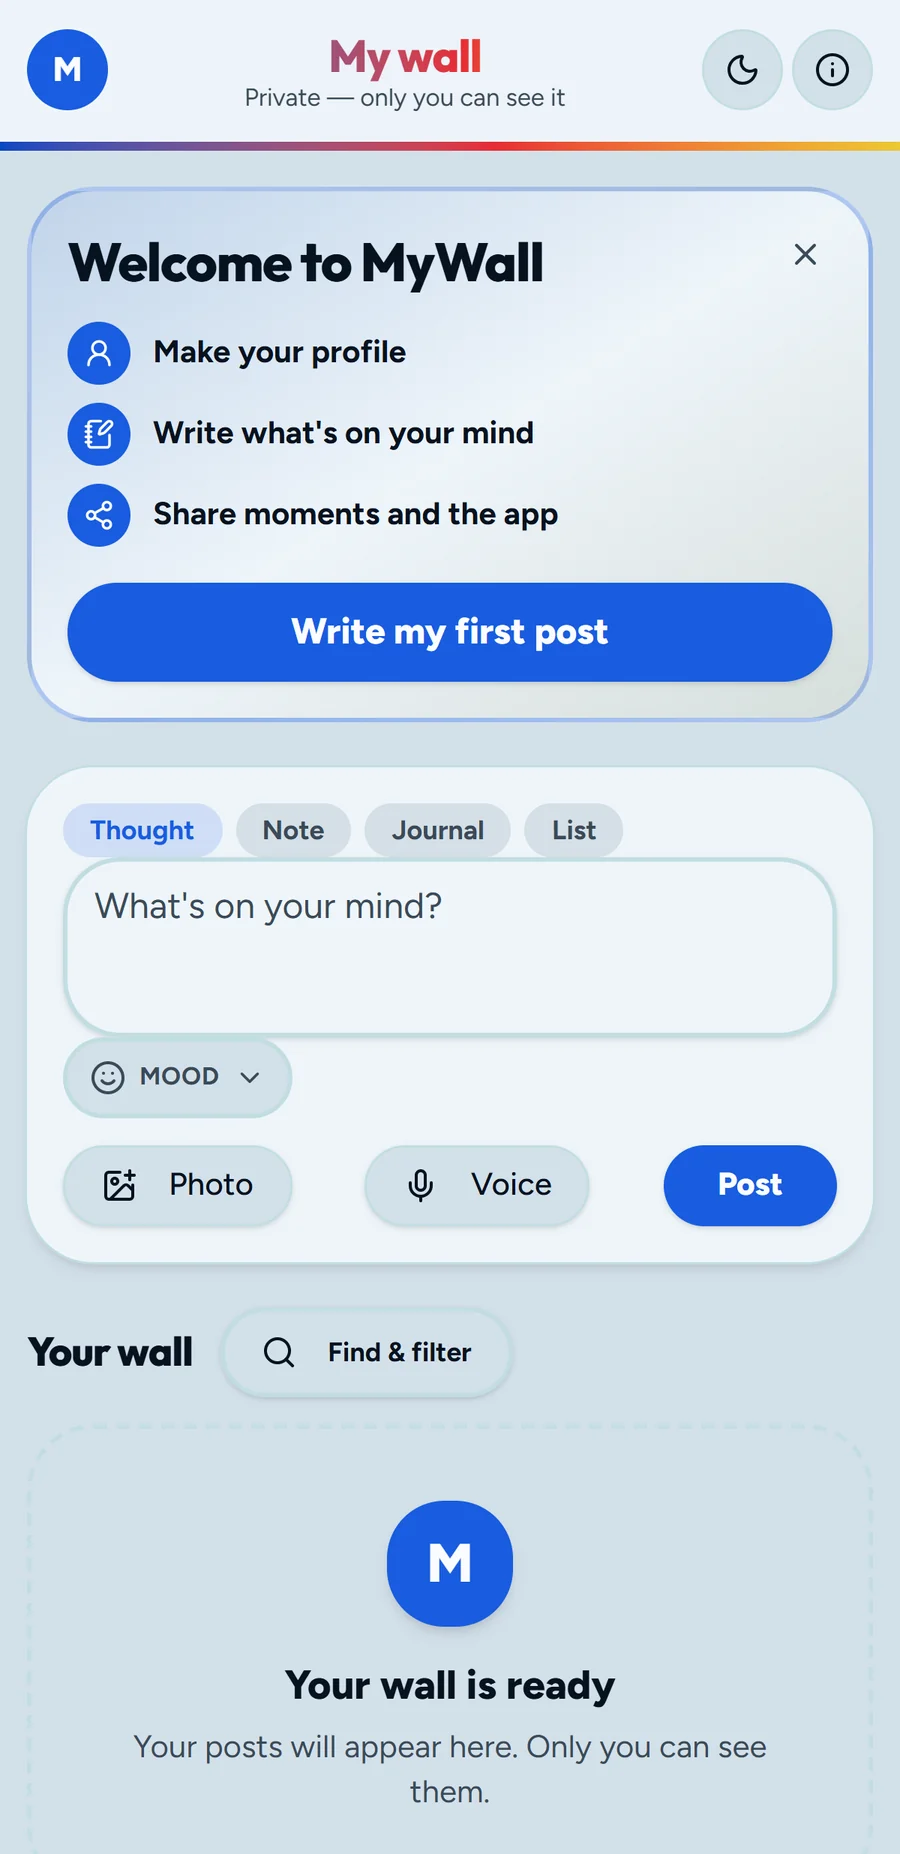 M
My wall
Private — only you can see it
Welcome to MyWall
Make your profile
Write what's on your mind
Share moments and the app
Write my first post
Thought Note Journal List
What's on your mind?
MOOD
Photo Voice Post
Your wall Find & filter
M
Your wall is ready
Your posts will appear here. Only you can see
them.